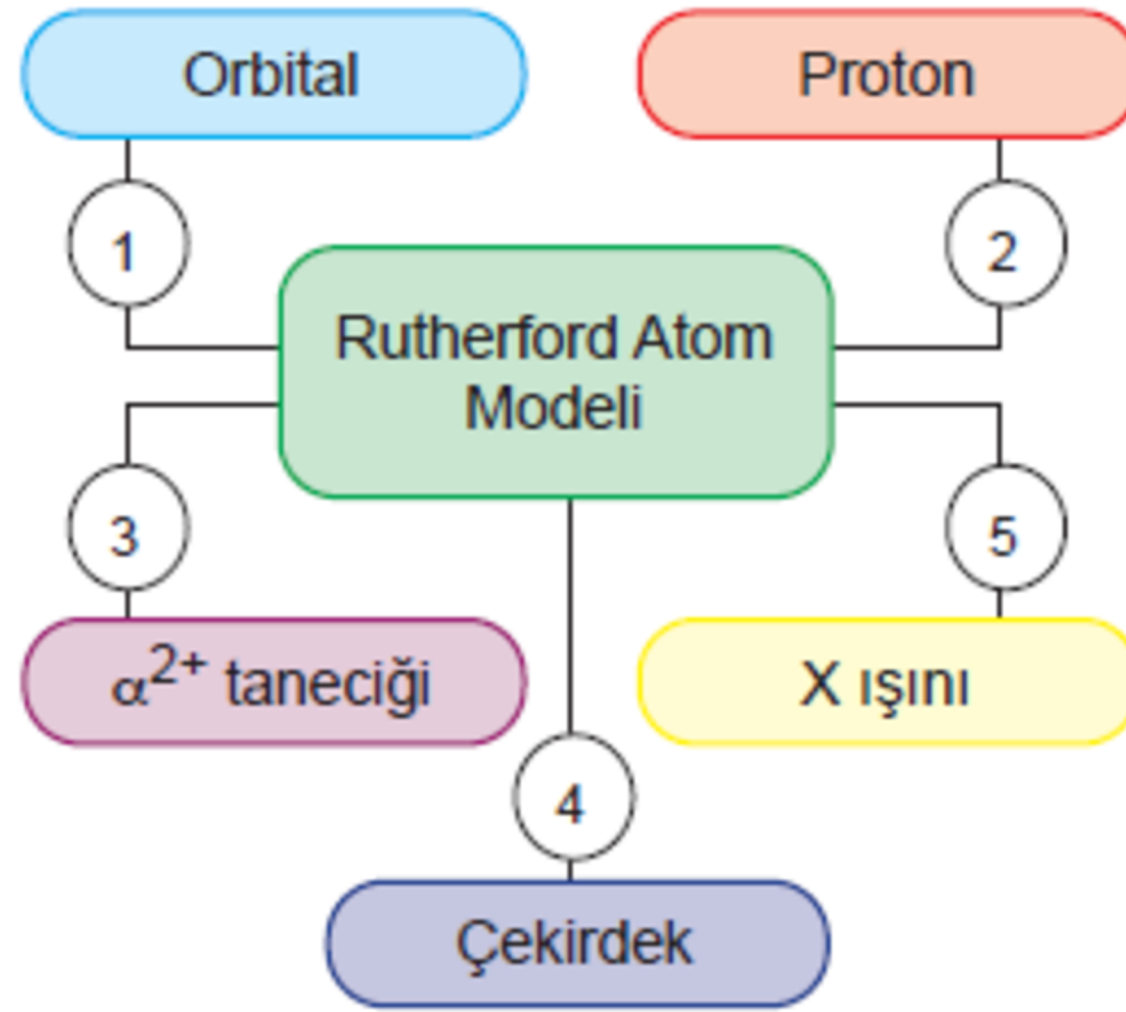 Orbital
Proton
1
2
Rutherford Atom
Modeli
3
5
α²⁺ taneciği
X ışını
4
Çekirdek